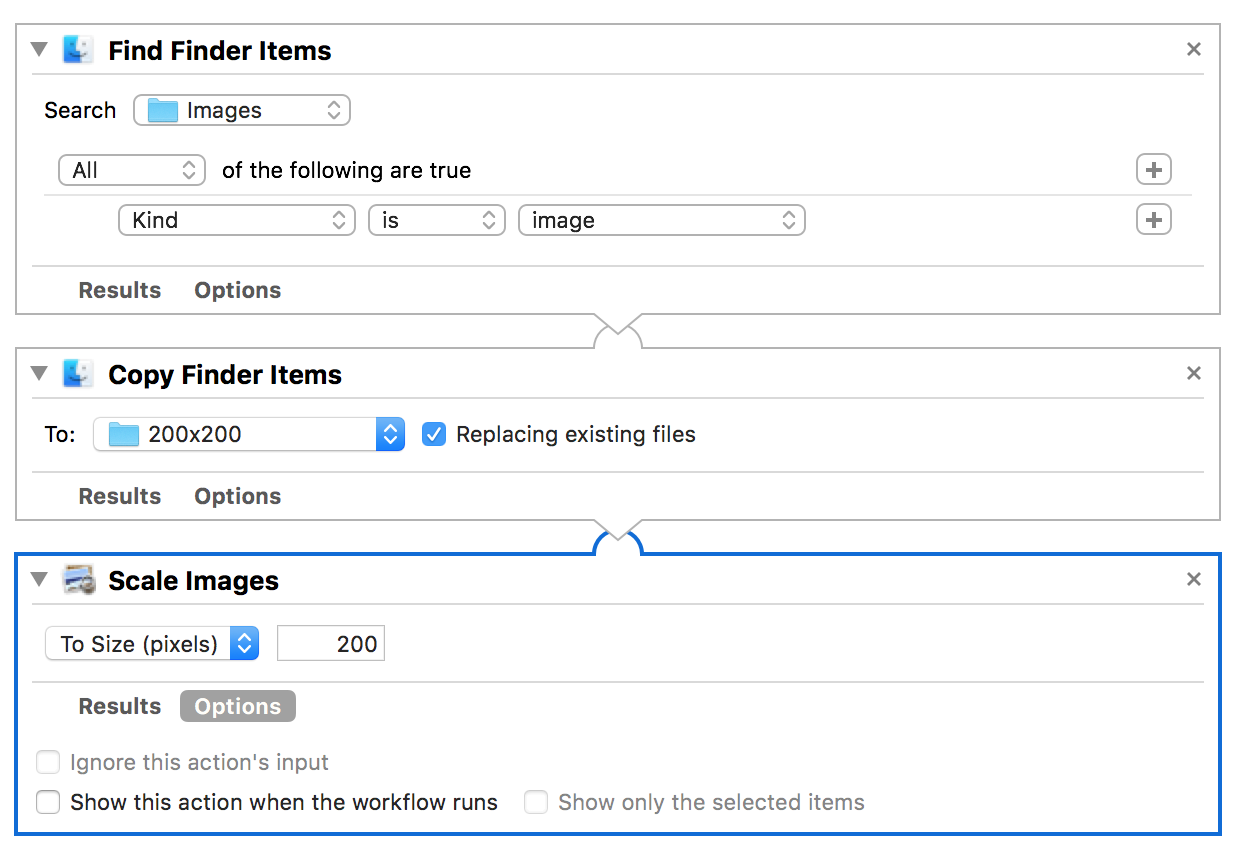 Find Finder Items
Search Images
All of the following are true
Kind is image
Results Options
Copy Finder Items
To: 200x200 Replacing existing files
Results Options
Scale Images
To Size (pixels) 200
Results Options
Ignore this action's input
Show this action when the workflow runs Show only the selected items